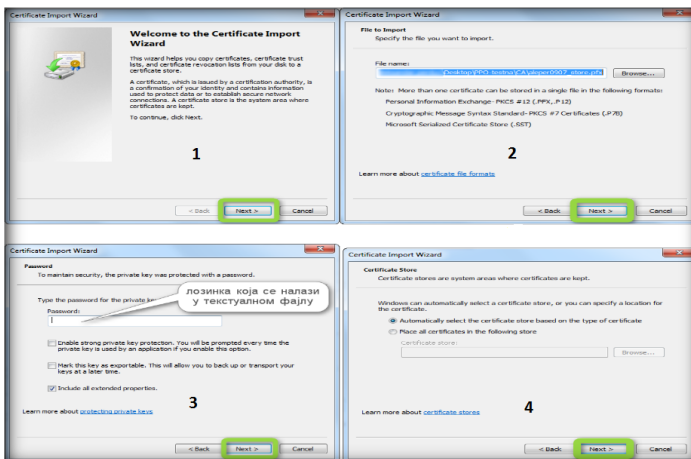 Certificate Import Wizard
Welcome to the Certificate Import
Wizard
This wizard helps you copy certificates, certificate trust
lists, and certificate revocation lists from your disk to a
certificate store.
A certificate, which is issued by a certification authority, is
a confirmation of your identity and contains information
used to protect data or to establish secure network
connections. A certificate store is the system area where
certificates are kept.
To continue, click Next.
1
< Back
Next >
Cancel
Certificate Import Wizard
File to Import
Specify the file you want to import.
File name:
Browse...
Note: More than one certificate can be stored in a single file in the following formats:
Personal Information Exchange- PKCS #12 (.PFX,.P12)
Cryptographic Message Syntax Standard- PKCS #7 Certificates (.P7B)
Microsoft Serialized Certificate Store (.SST)
2
Learn more about certificate file formats
< Back
Next >
Cancel
Certificate Import Wizard
Password
To maintain security, the private key was protected with a password.
Type the password for the private
лозинка која се налази
у текстуалном фајлу
Password:
Enable strong private key protection. You will be prompted every time the
private key is used by an application if you enable this option.
Mark this key as exportable. This will allow you to back up or transport your
keys at a later time.
Include all extended properties.
3
Learn more about protecting private keys
< Back
Next >
Cancel
Certificate Import Wizard
Certificate Store
Certificate stores are system areas where certificates are kept.
Windows can automatically select a certificate store, or you can specify a location for
the certificate.
Automatically select the certificate store based on the type of certificate
Place all certificates in the following store
Certificate store:
Browse...
4
Learn more about certificate stores
< Back
Next >
Cancel